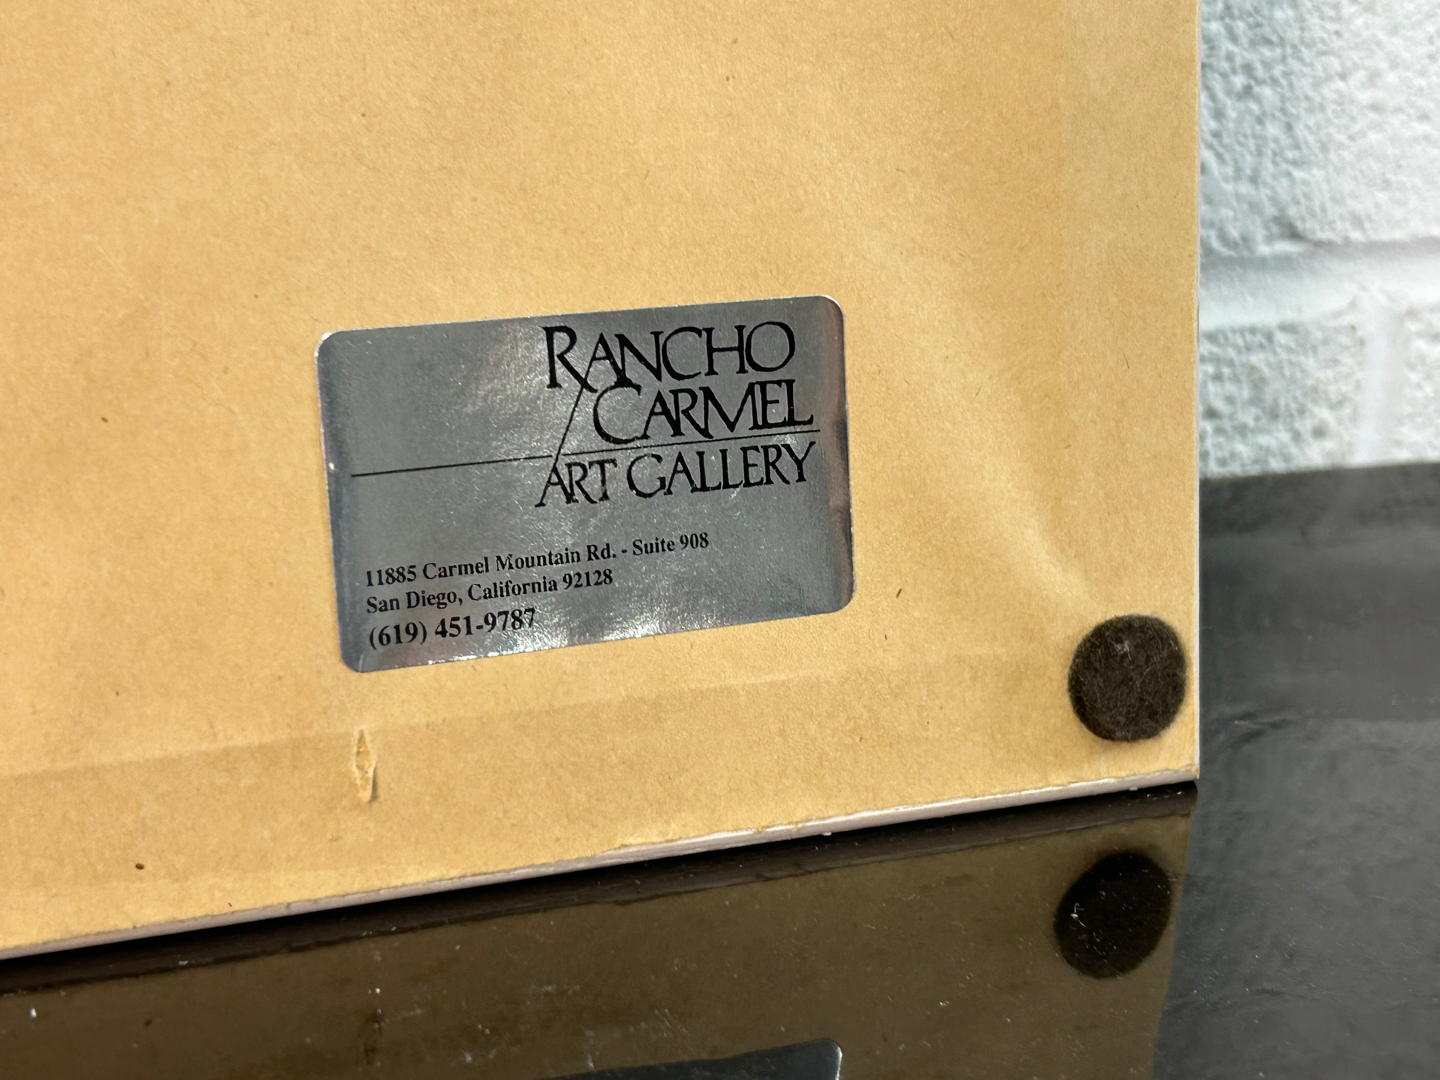 RANCHO
CARMEL
ART GALLERY
11885 Carmel Mountain Rd. - Suite 908
San Diego, California 92128
(619) 451-9787